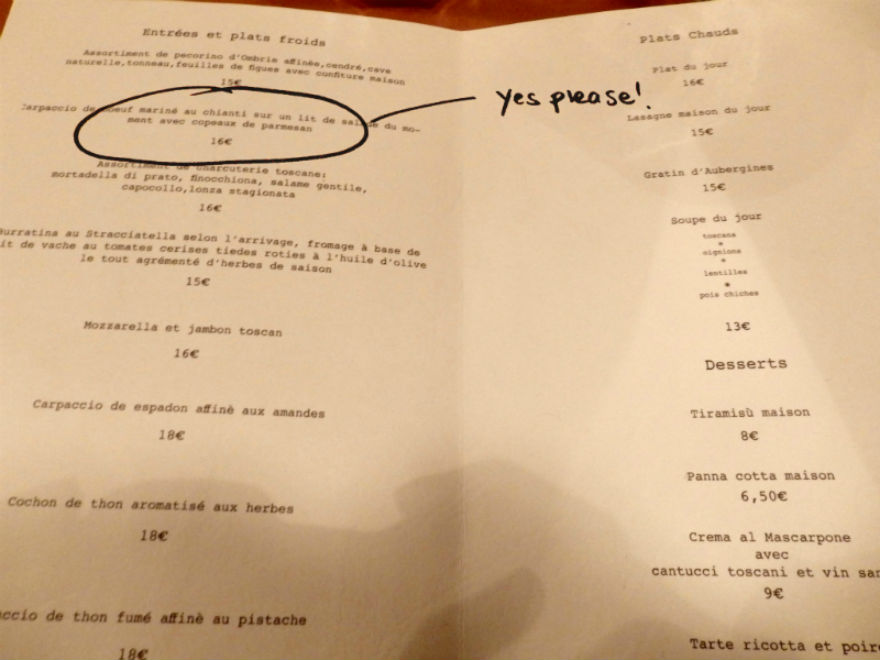 Entrées et plats froids
Assortiment de pecorino d'Ombria affinée,cendré,cave
naturelle,tonneau,feuilles de figues avec confiture maison
15€
Carpaccio de boeuf mariné au chianti sur un lit de salade du mo-
ment avec copeaux de parmesan
16€
Assortiment de charcuterie toscane:
mortadella di prato, finocchiona, salame gentile,
capocollo,lonza stagionata
16€
Burratina au Stracciatella selon l'arrivage, fromage à base de
de vache au tomates cerises tiedes roties à l'huile d'olive
le tout agrémenté d'herbes de saison
15€
Mozzarella et jambon toscan
16€
Carpaccio de espadon affinè aux amandes
18€
Cochon de thon aromatisé aux herbes
18€
de thon fumé affinè au pistache
18€
yes please!
Plats Chauds
Plat du jour
16€
Lasagne maison du jour
15€
Gratin d'Aubergines
15€
Soupe du jour
toscana
*
oignions
*
lentilles
*
pois chiches
13€
Desserts
Tiramisù maison
8€
Panna cotta maison
6,50€
Crema al Mascarpone
avec
cantucci toscani et vin
9€
Tarte ricotta et